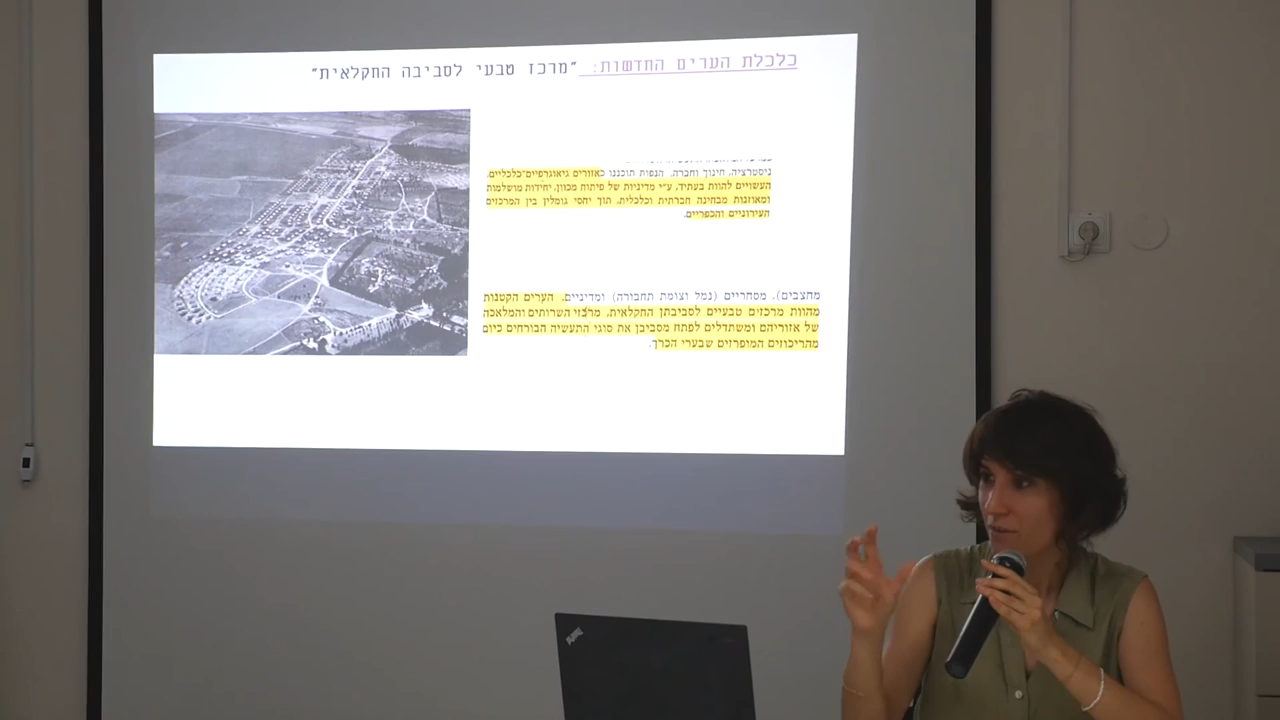 כלכלת הערים החדשות: "מרכז טבעי לסביבה החקלאית"
ניסטרציה, חינוך וחברה. הנפות תוכננו כאזורים גיאוגרפיים־כלכליים,
העשויים להוות בעתיד, ע״י מדיניות של פיתוח מכוון, יחידות מושלמות
ומאוזנות מבחינה חברתית וכלכלית, תוך יחסי גומלין בין המרכזים
העירוניים והכפריים.
מחצבים), מסחריים (נמל וצומת תחבורה) ומדיניים. הערים הקטנות
מהוות מרכזים טבעיים לסביבתן החקלאית, מרכזי השרותים והמלאכה
של אזוריהם ומשתדלים לפתח מסביבן את סוגי התעשיה הבורחים כיום
מהריכוזים המופרזים שבערי הכרך.